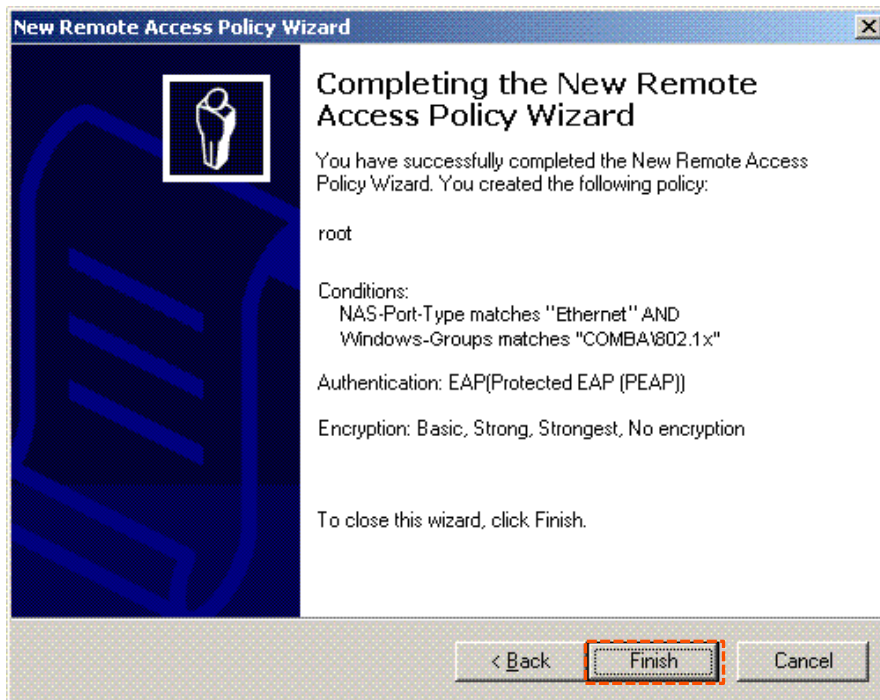 New Remote Access Policy Wizard
Completing the New Remote
Access Policy Wizard
You have successfully completed the New Remote Access
Policy Wizard. You created the following policy:
root
Conditions:
NAS-Port-Type matches "Ethernet" AND
Windows-Groups matches "COMBA\802.1x"
Authentication: EAP(Protected EAP (PEAP))
Encryption: Basic, Strong, Strongest, No encryption
To close this wizard, click Finish.
< Back
Finish
Cancel